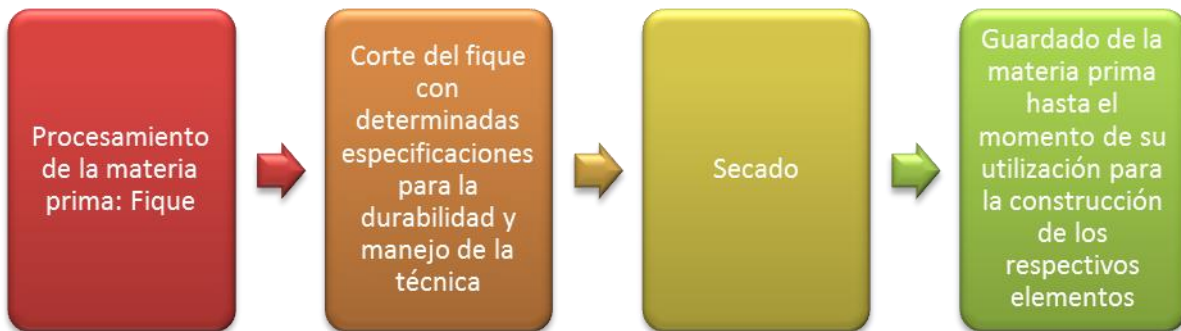 Procesamiento
de la materia
prima: Fique
Corte del fique
con
determinadas
especificaciones
para la
durabilidad y
manejo de la
técnica
Secado
Guardado de la
materia prima
hasta el
momento de su
utilización para
la construcción
de los
respectivos
elementos